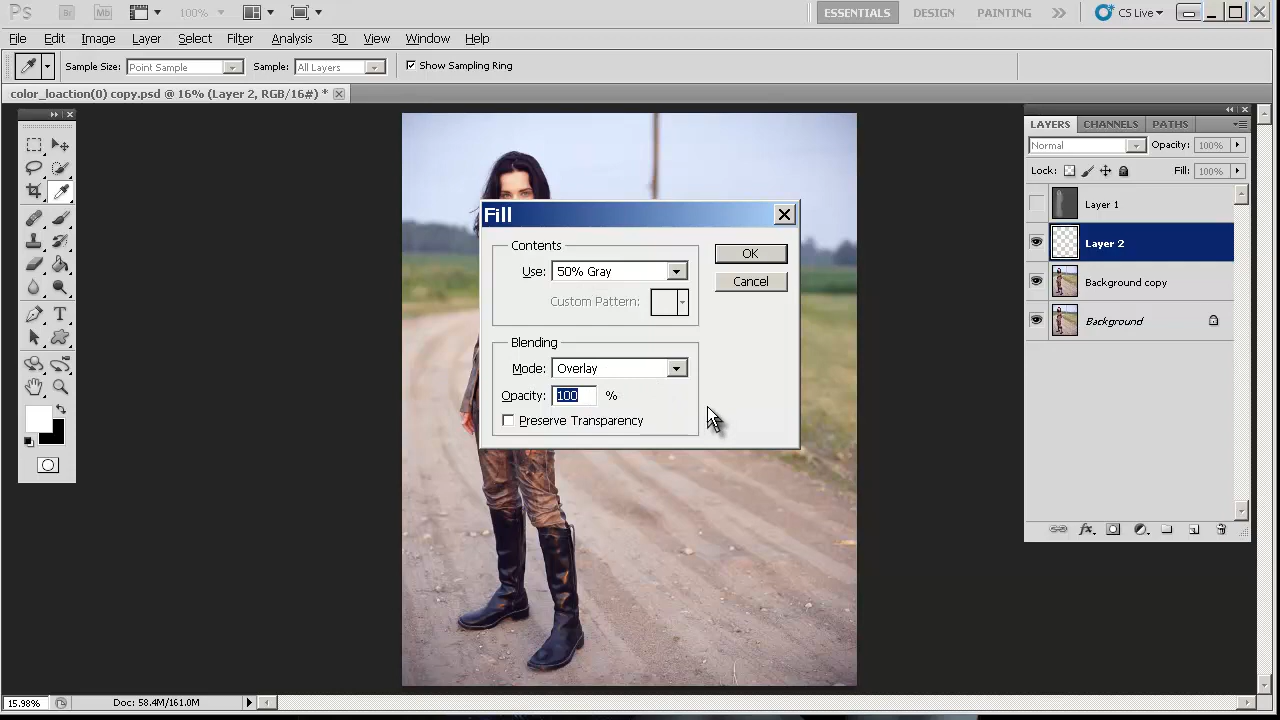 Ps Br Mb 100% ESSENTIALS DESIGN PAINTING CS Live
File Edit Image Layer Select Filter Analysis 3D View Window Help
Sample Size: Point Sample Sample: All Layers Show Sampling Ring
color_loaction(0) copy.psd @ 16% (Layer 2, RGB/16#) *
LAYERS CHANNELS PATHS
Normal Opacity: 100%
Lock: Fill: 100%
Layer 1
Layer 2
Background copy
Background
Fill
Contents
Use: 50% Gray
Custom Pattern:
OK
Cancel
Blending
Mode: Overlay
Opacity: 100 %
Preserve Transparency
15.98% Doc: 58.4M/161.0M